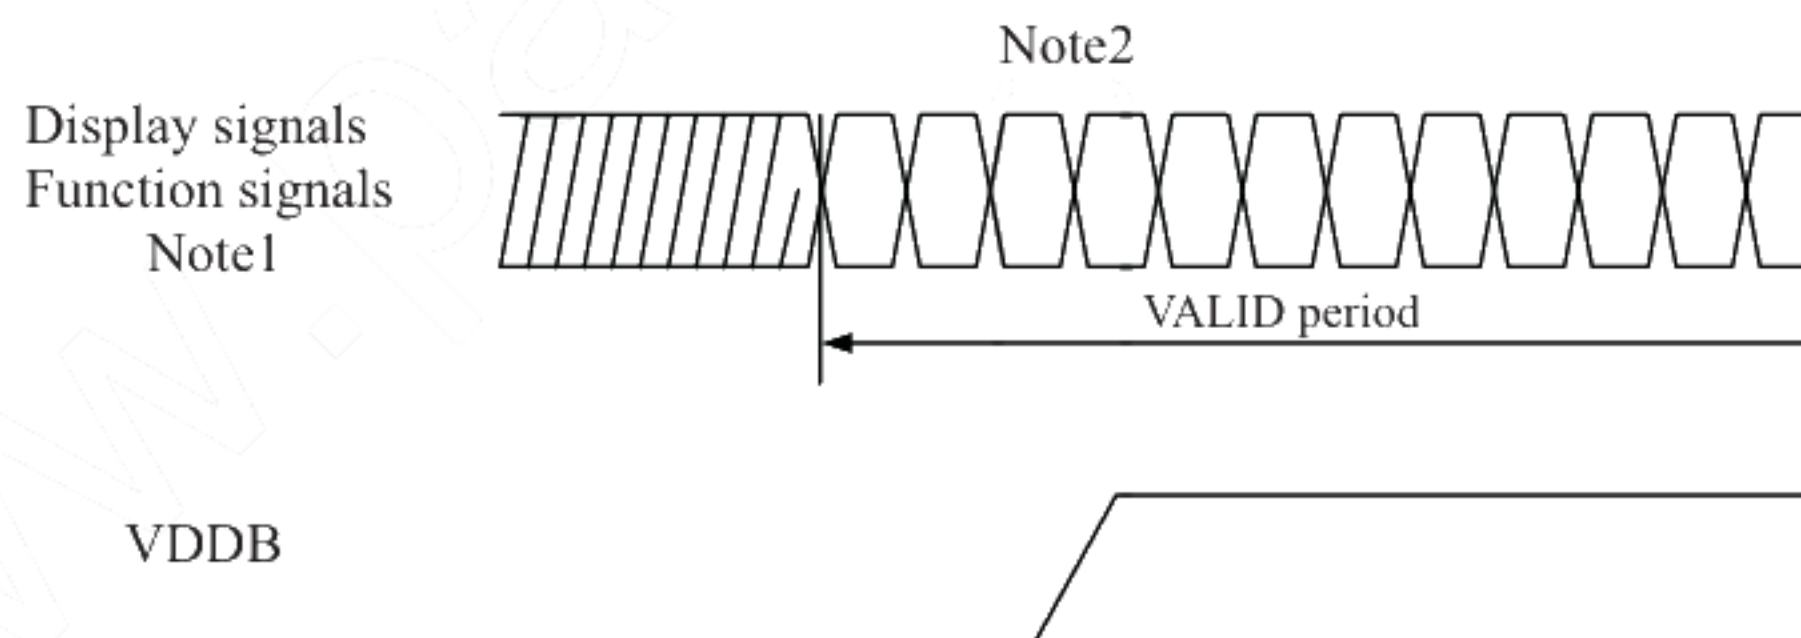 Note2
Display signals
Function signals
Note1
VALID period
VDDB